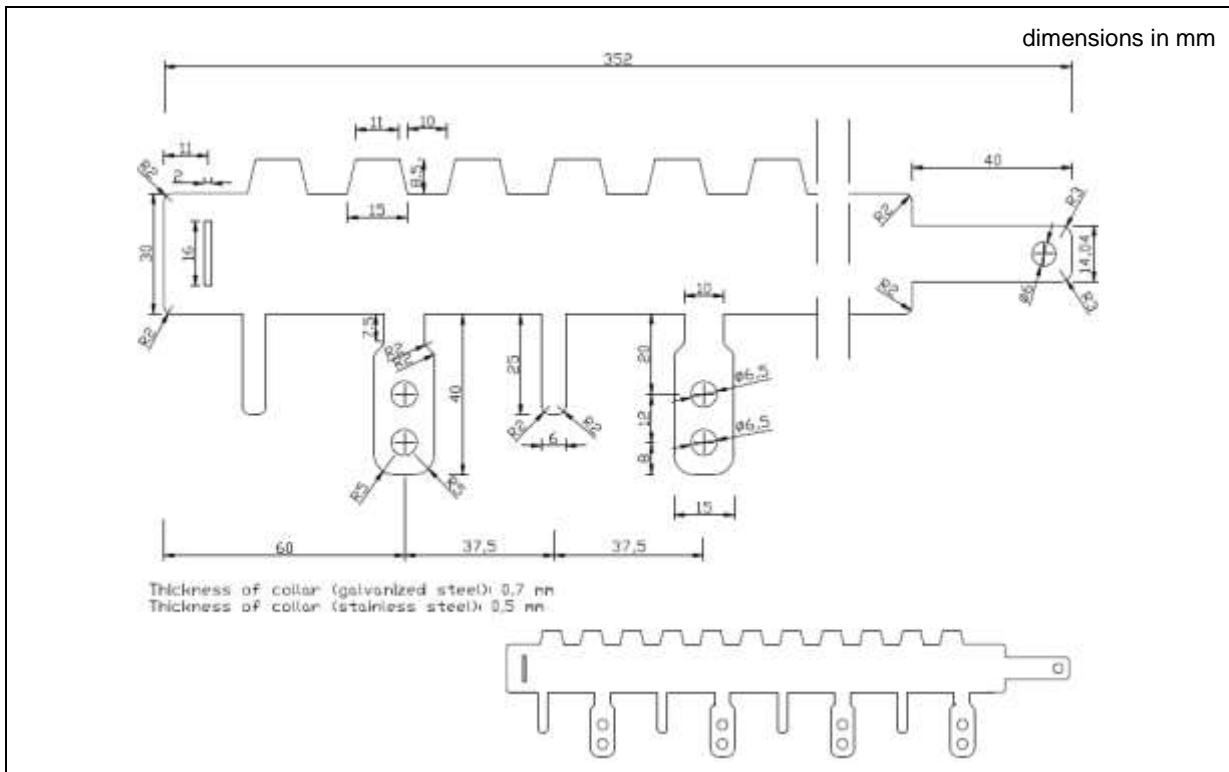 dimensions in mm
352
11 10
11
40
R2 2 8,5
R2 R3
15
30 16 14,04
Ø6
R2 R3
10
R2 7,5 R2
R2 25 20
40 Ø6,5
12
R2 R2 Ø6,5
6 8
R5 R5
15
60 37,5 37,5
Thickness of collar (galvanized steel): 0,7 mm
Thickness of collar (stainless steel): 0,5 mm